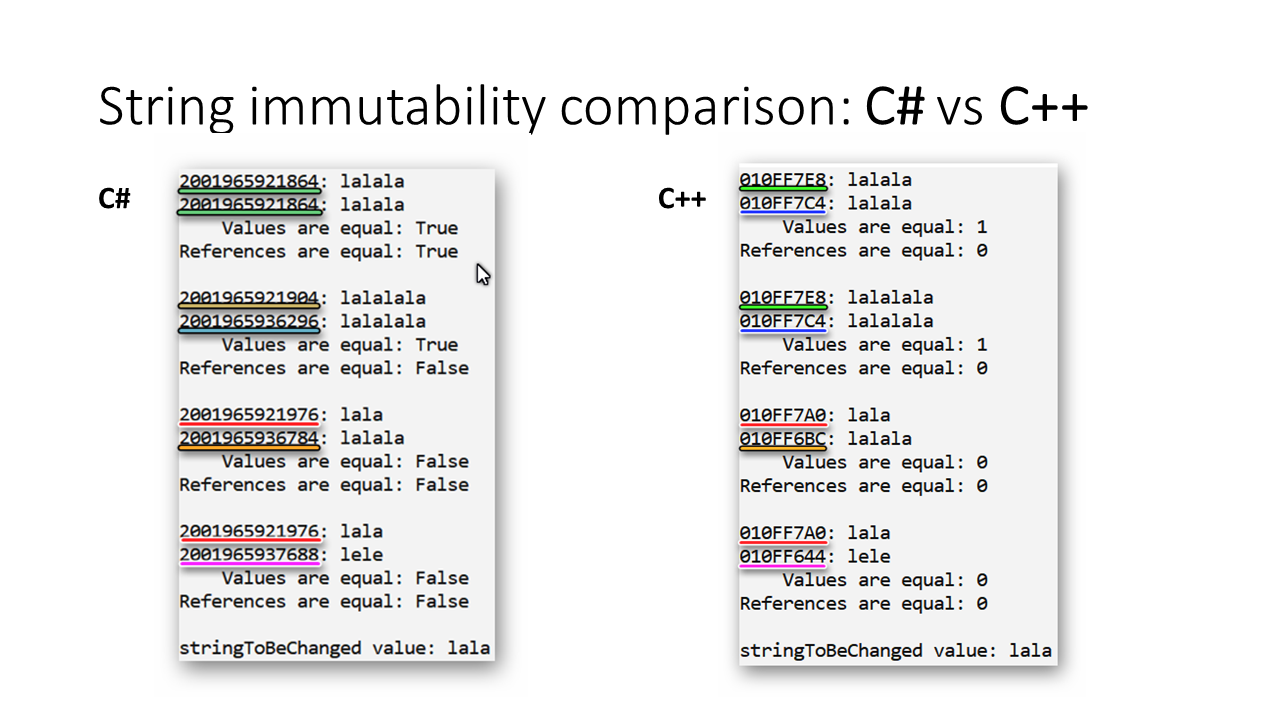 String immutability comparison: C# vs C++
C#
2001965921864: lalala
2001965921864: lalala
Values are equal: True
References are equal: True
2001965921904: lalalala
2001965936296: lalalala
Values are equal: True
References are equal: False
2001965921976: lala
2001965936784: lalala
Values are equal: False
References are equal: False
2001965921976: lala
2001965937688: lele
Values are equal: False
References are equal: False
stringToBeChanged value: lala
C++
010FF7E8: lalala
010FF7C4: lalala
Values are equal: 1
References are equal: 0
010FF7E8: lalalala
010FF7C4: lalalala
Values are equal: 1
References are equal: 0
010FF7A0: lala
010FF6BC: lalala
Values are equal: 0
References are equal: 0
010FF7A0: lala
010FF644: lele
Values are equal: 0
References are equal: 0
stringToBeChanged value: lala